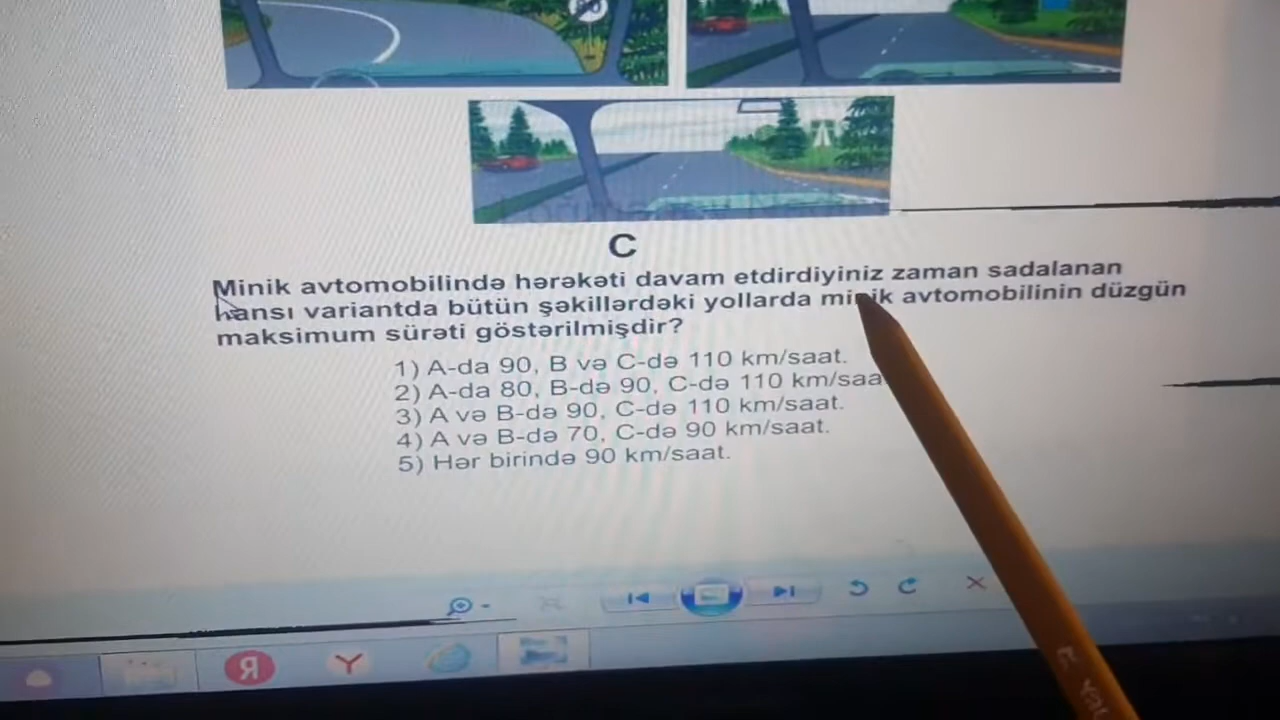 C
Minik avtomobilində hərəkəti davam etdirdiyiniz zaman sadalanan
hansı variantda bütün şəkillərdəki yollarda minik avtomobilinin düzgün
maksimum sürəti göstərilmişdir?
1) A-da 90, B və C-də 110 km/saat.
2) A-da 80, B-də 90, C-də 110 km/saa
3) A və B-də 90, C-də 110 km/saat.
4) A və B-də 70, C-də 90 km/saat.
5) Hər birində 90 km/saat.
Я
Y